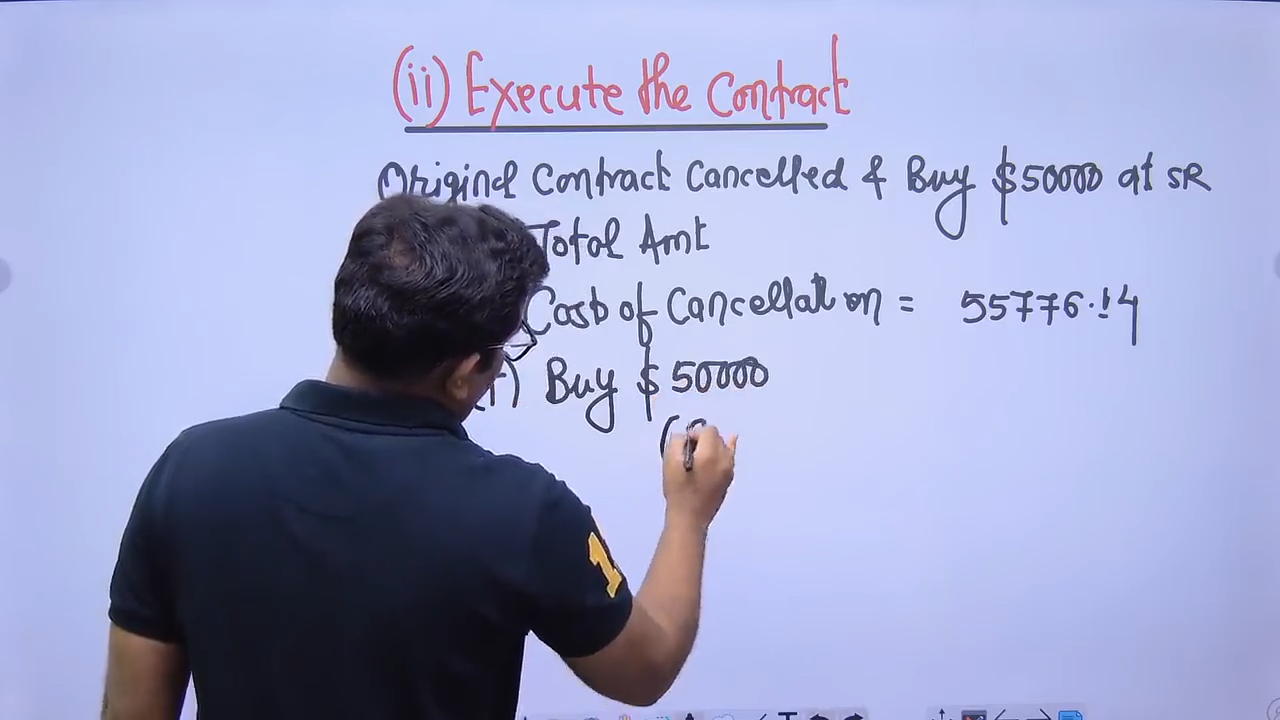 (ii) Execute the Contract
Original Contract Cancelled & Buy $50000 at SR
Total Amt
Cost of Cancellation = 55776.14
Buy $50000
1